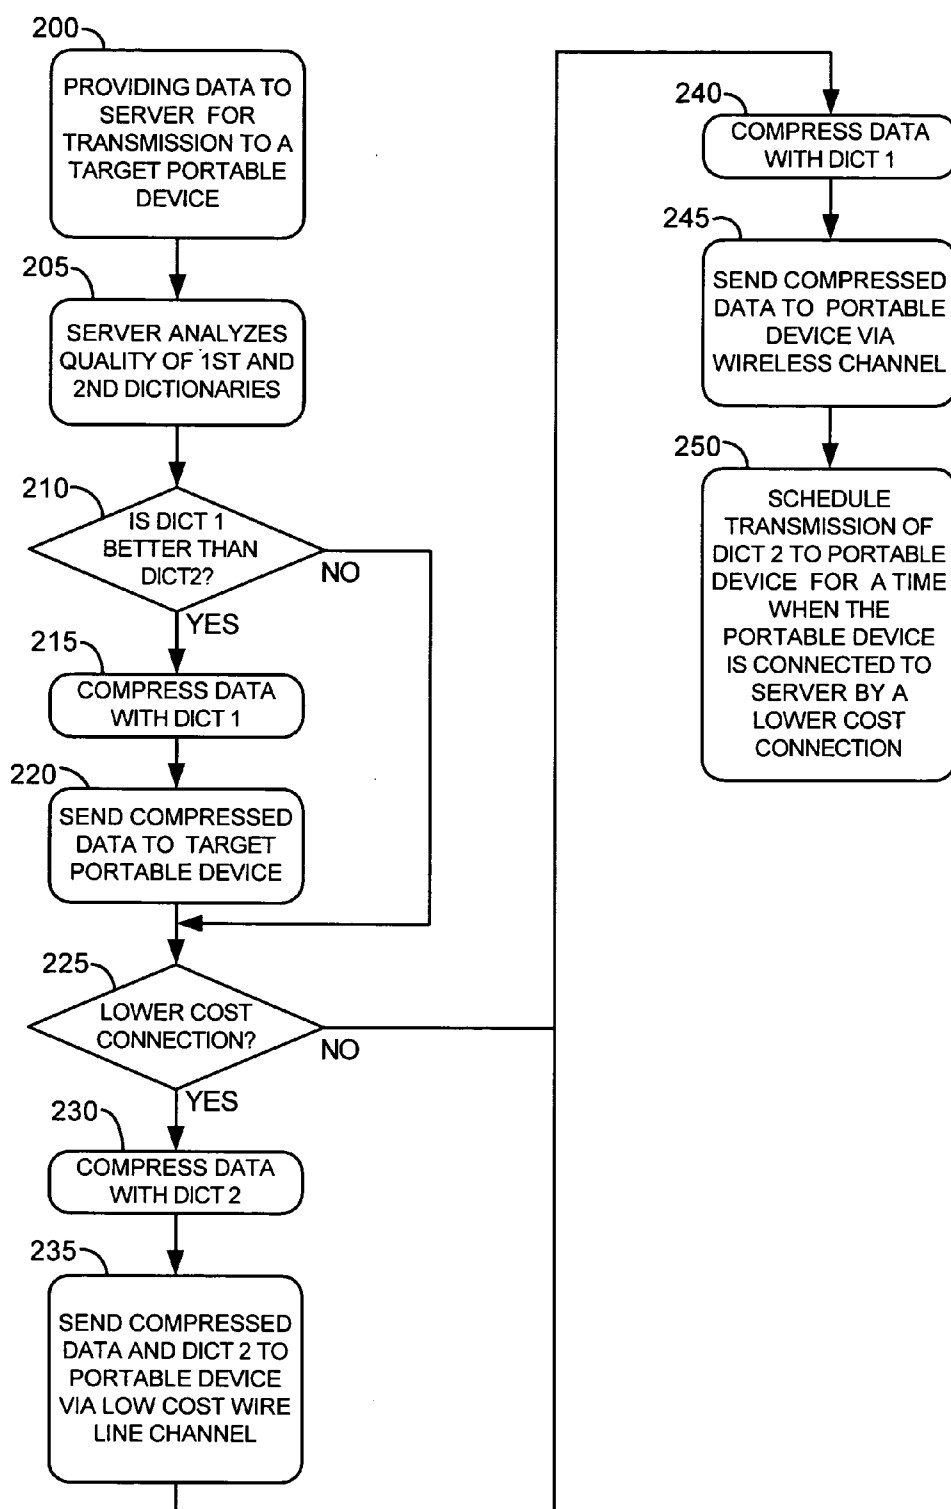 200
PROVIDING DATA TO
SERVER FOR
TRANSMISSION TO A
TARGET PORTABLE
DEVICE
205
SERVER ANALYZES
QUALITY OF 1ST AND
2ND DICTIONARIES
210
IS DICT 1
BETTER THAN
DICT2?
NO
YES
215
COMPRESS DATA
WITH DICT 1
220
SEND COMPRESSED
DATA TO TARGET
PORTABLE DEVICE
225
LOWER COST
CONNECTION?
NO
YES
230
COMPRESS DATA
WITH DICT 2
235
SEND COMPRESSED
DATA AND DICT 2 TO
PORTABLE DEVICE
VIA LOW COST WIRE
LINE CHANNEL
240
COMPRESS DATA
WITH DICT 1
245
SEND COMPRESSED
DATA TO PORTABLE
DEVICE VIA
WIRELESS CHANNEL
250
SCHEDULE
TRANSMISSION OF
DICT 2 TO PORTABLE
DEVICE FOR A TIME
WHEN THE
PORTABLE DEVICE
IS CONNECTED TO
SERVER BY A
LOWER COST
CONNECTION